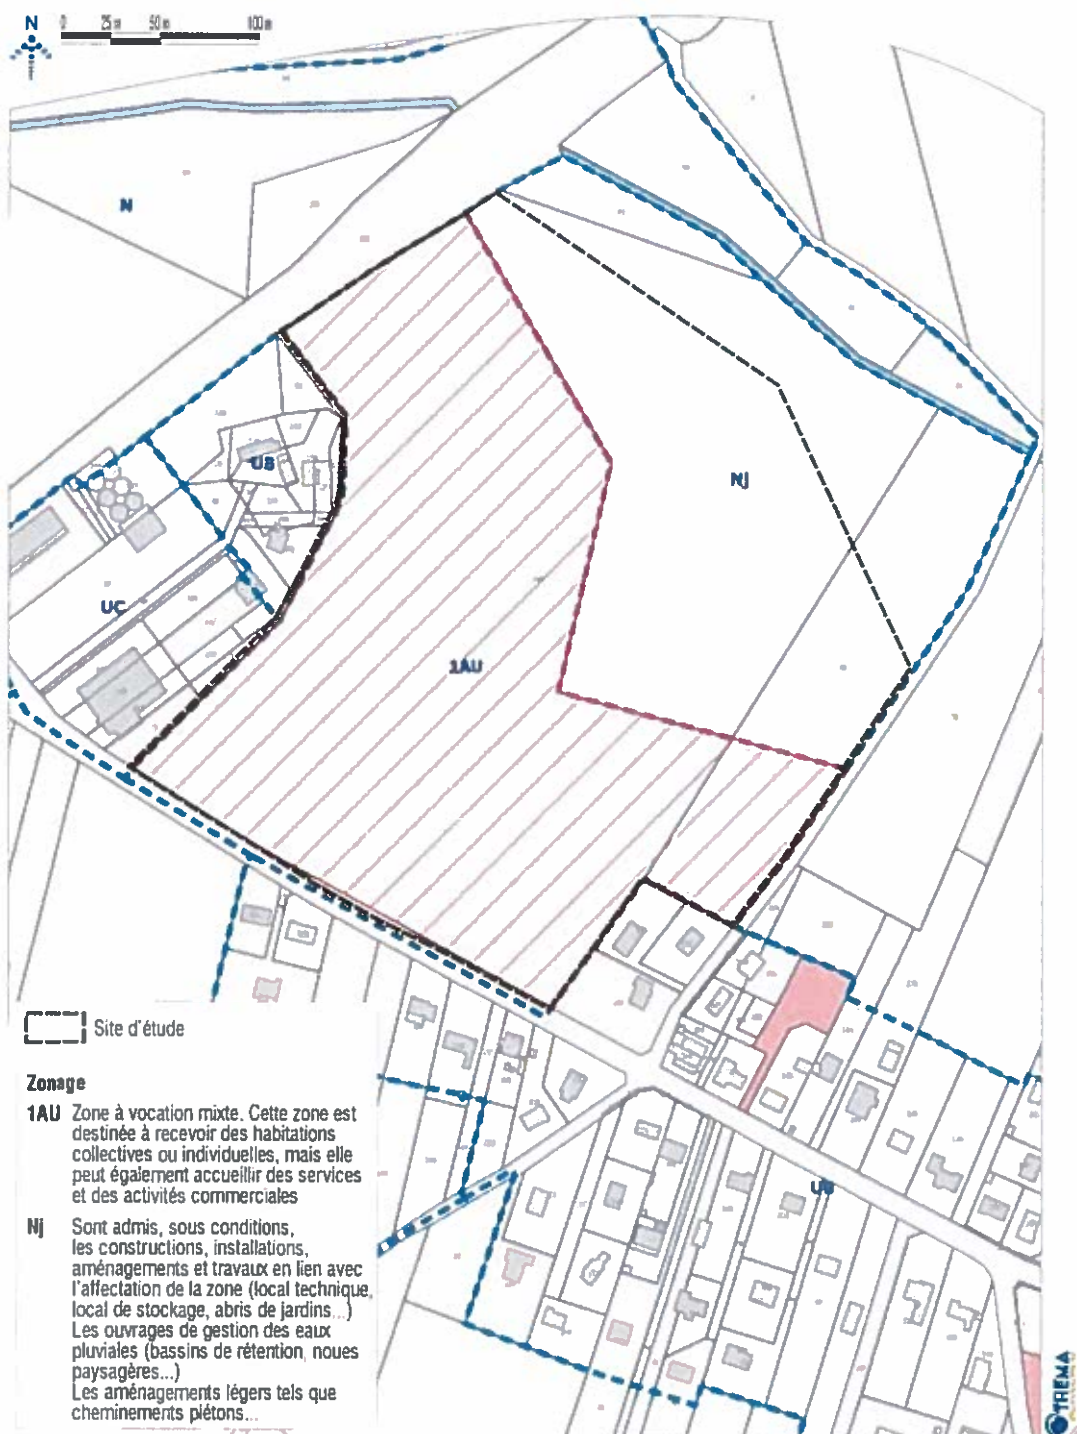 N
0 25m 50m 100m
N
UB
Nj
UC
1AU
Site d'étude
Zonage
1AU Zone à vocation mixte. Cette zone est
destinée à recevoir des habitations
collectives ou individuelles, mais elle
peut également accueillir des services
et des activités commerciales
Nj Sont admis, sous conditions,
les constructions, installations,
aménagements et travaux en lien avec
l'affectation de la zone (local technique,
local de stockage, abris de jardins...)
Les ouvrages de gestion des eaux
pluviales (bassins de rétention, noues
paysagères...)
Les aménagements légers tels que
cheminements piétons...
UB
OTREMA